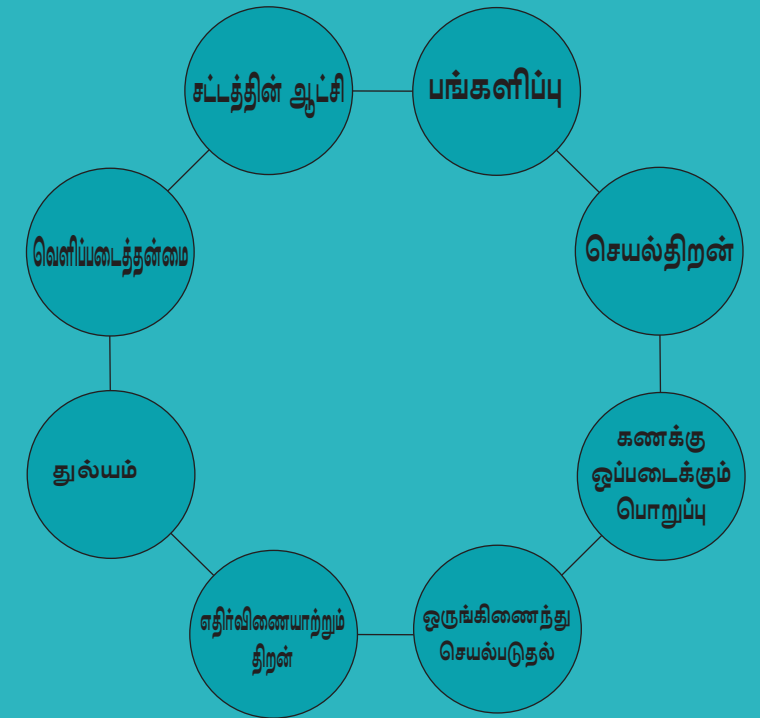 சட்டத்தின் ஆட்சி
பங்களிப்பு
செயல்திறன்
கணக்கு
ஒப்படைக்கும்
பொறுப்பு
ஒருங்கிணைந்து
செயல்படுதல்
எதிர்விணையாற்றும்
திறன்
துல்யம்
வெளிப்படைத்தன்மை